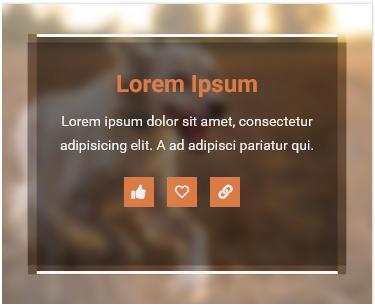 Lorem Ipsum
Lorem ipsum dolor sit amet, consectetur
adipisicing elit. A ad adipisci pariatur qui.